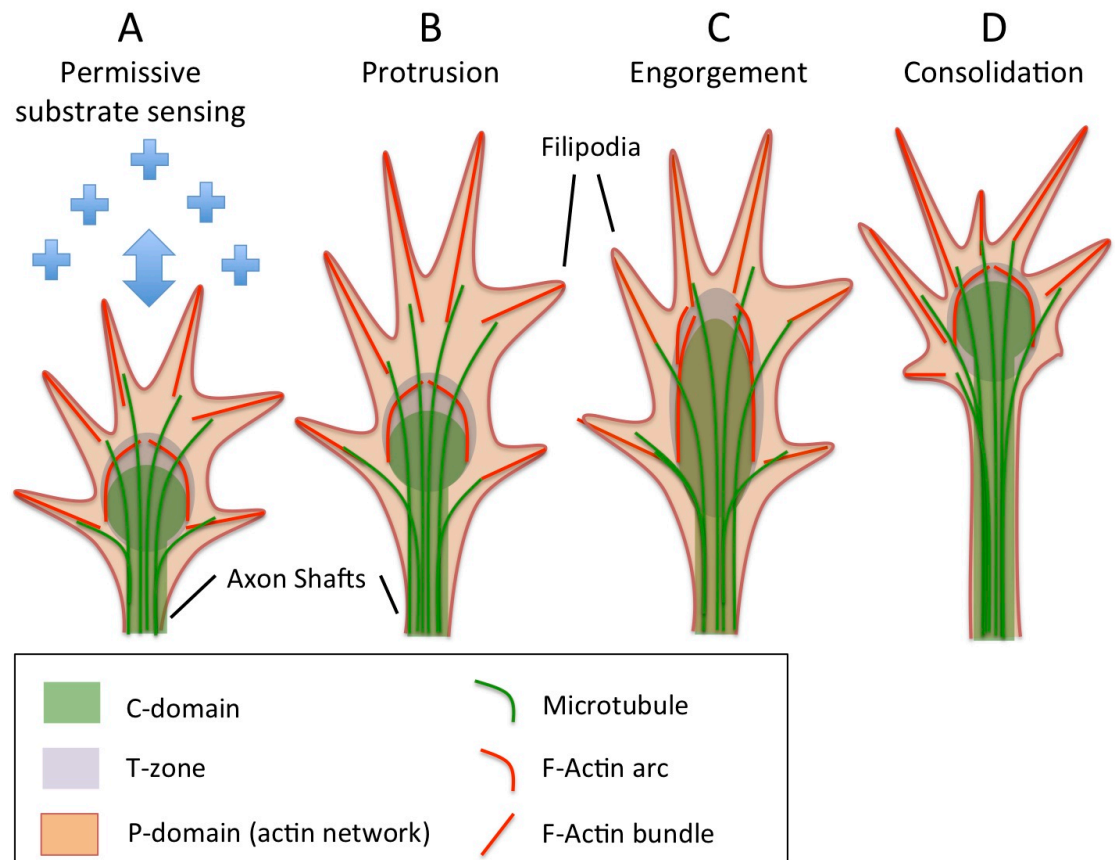 A
Permissive
substrate sensing
B
Protrusion
C
Engorgement
D
Consolidation
Filipodia
Axon Shafts
C-domain
T-zone
P-domain (actin network)
Microtubule
F-Actin arc
F-Actin bundle